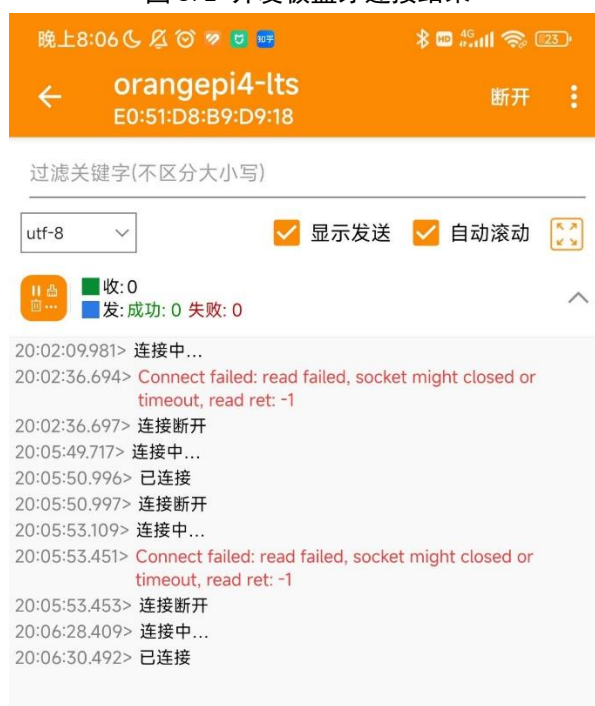 晚上8:06 知乎 HD 4G 23
orangepi4-lts
E0:51:D8:B9:D9:18
断开
过滤关键字(不区分大小写)
utf-8 显示发送 自动滚动
收: 0
发: 成功: 0 失败: 0
20:02:09.981> 连接中...
20:02:36.694> Connect failed: read failed, socket might closed or
timeout, read ret: -1
20:02:36.697> 连接断开
20:05:49.717> 连接中...
20:05:50.996> 已连接
20:05:50.997> 连接断开
20:05:53.109> 连接中...
20:05:53.451> Connect failed: read failed, socket might closed or
timeout, read ret: -1
20:05:53.453> 连接断开
20:06:28.409> 连接中...
20:06:30.492> 已连接